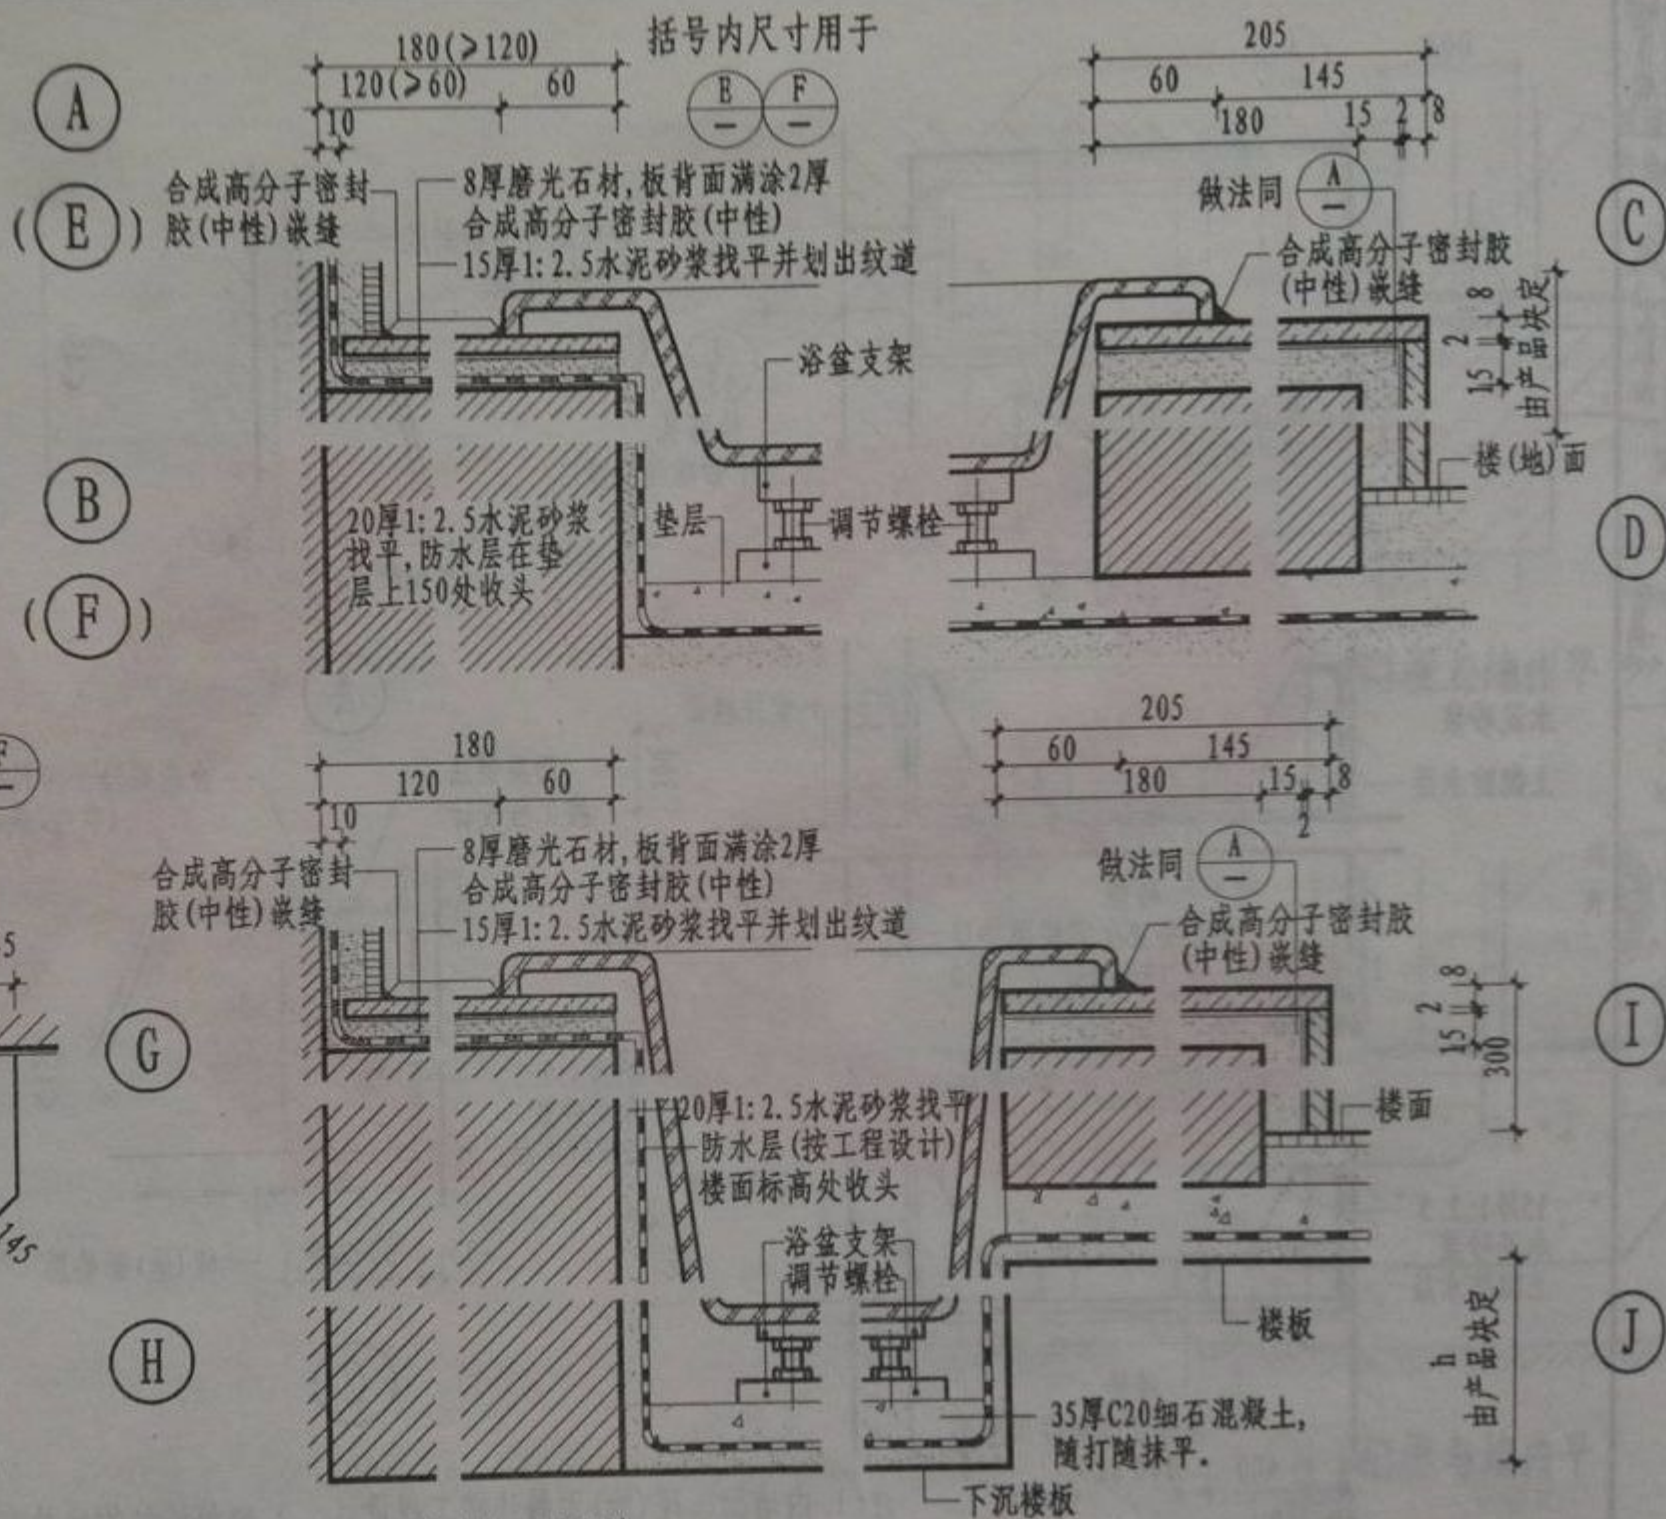 180(≥120)
括号内尺寸用于
120(≥60) 60
E F
10
A
(E)
合成高分子密封
胶(中性)嵌缝
8厚磨光石材,板背面满涂2厚
合成高分子密封胶(中性)
15厚1:2.5水泥砂浆找平并划出纹道
205
60 145
180 15 2 8
做法同 A
合成高分子密封胶
(中性)嵌缝
C
8
2
15
由产品决定
浴盆支架
楼(地)面
B
(F)
20厚1:2.5水泥砂浆
找平,防水层在垫
层上150处收头
垫层
调节螺栓
D
F
180
120 60
10
合成高分子密封
胶(中性)嵌缝
8厚磨光石材,板背面满涂2厚
合成高分子密封胶(中性)
15厚1:2.5水泥砂浆找平并划出纹道
205
60 145
180 15 8
2
做法同 A
合成高分子密封胶
(中性)嵌缝
5
145
G
8
2
15
300
I
20厚1:2.5水泥砂浆找平
防水层(按工程设计)
楼面标高处收头
楼面
浴盆支架
调节螺栓
楼板
H
h
由产品决定
J
35厚C20细石混凝土,
随打随抹平.
下沉楼板